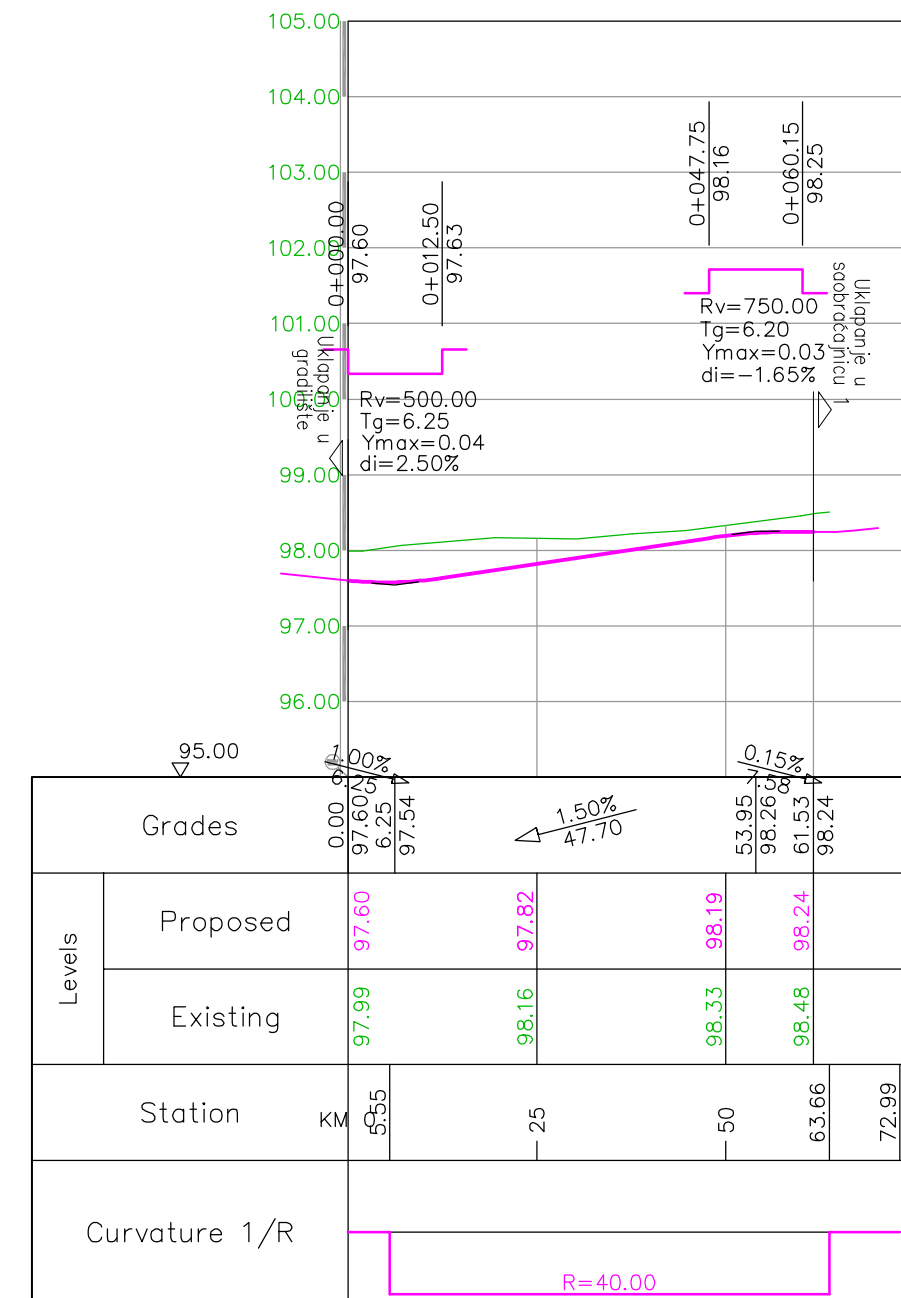 105.00
104.00
103.00
102.00
101.00
100.00
99.00
98.00
97.00
96.00
0+000.00
97.60
0+012.50
97.63
0+047.75
98.16
0+060.15
98.25
Uklapanje u
gradilište
Rv=500.00
Tg=6.25
Ymax=0.04
di=2.50%
Rv=750.00
Tg=6.20
Ymax=0.03
di=-1.65%
Uklapanje u
saobraćajnicu 1
95.00
Grades
1.00%
6.25
0.00
97.60
6.25
97.54
1.50%
47.70
0.15%
7.58
53.95
98.26
61.53
98.24
Levels
Proposed
97.60
97.82
98.19
98.24
Existing
97.99
98.16
98.33
98.48
Station
KM 0
5.55
25
50
63.66
72.99
Curvature 1/R
R=40.00